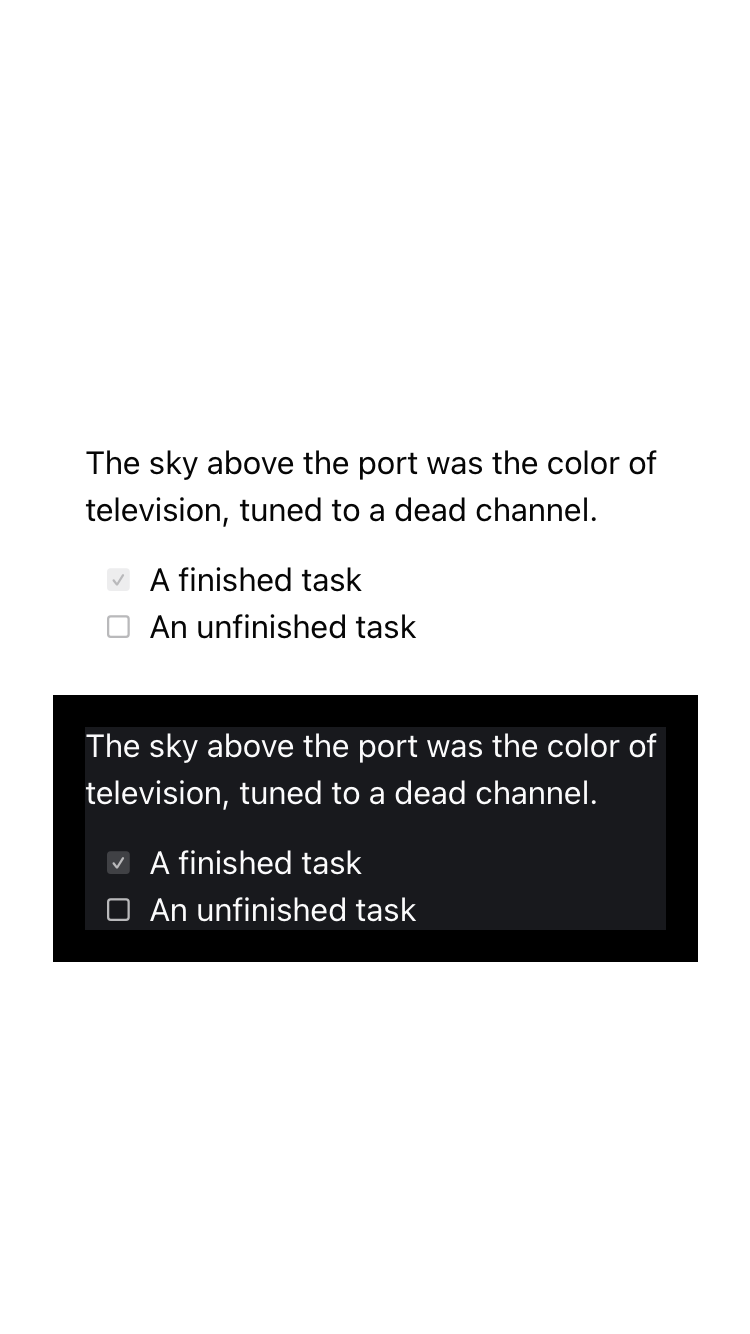 The sky above the port was the color of
television, tuned to a dead channel.
A finished task
An unfinished task
The sky above the port was the color of
television, tuned to a dead channel.
A finished task
An unfinished task